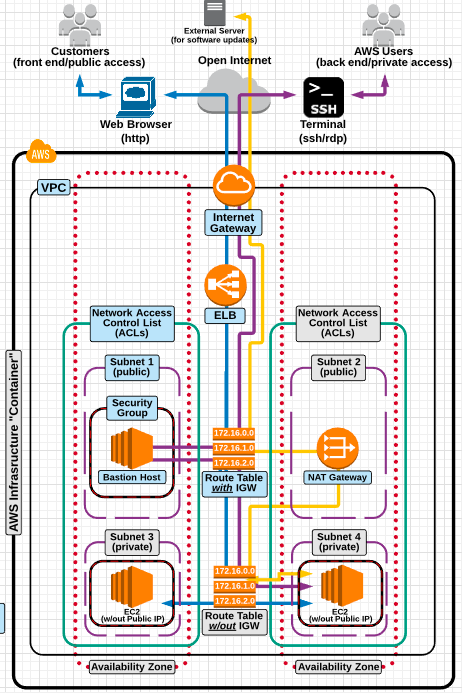 External Server
(for software updates)
Customers
(front end/public access)
Open Internet
AWS Users
(back end/private access)
>_
SSH
Web Browser
(http)
Terminal
(ssh/rdp)
AWS
VPC
Internet
Gateway
ELB
Network Access
Control List
(ACLs)
Network Access
Control List
(ACLs)
Subnet 1
(public)
Subnet 2
(public)
Security
Group
172.16.0.0
172.16.1.0
172.16.2.0
Bastion Host
NAT Gateway
Route Table
with IGW
AWS Infrasructure "Container"
Subnet 3
(private)
Subnet 4
(private)
172.16.0.0
172.16.1.0
172.16.2.0
EC2
(w/out Public IP)
EC2
(w/out Public IP)
Route Table
w/out IGW
Availability Zone
Availability Zone